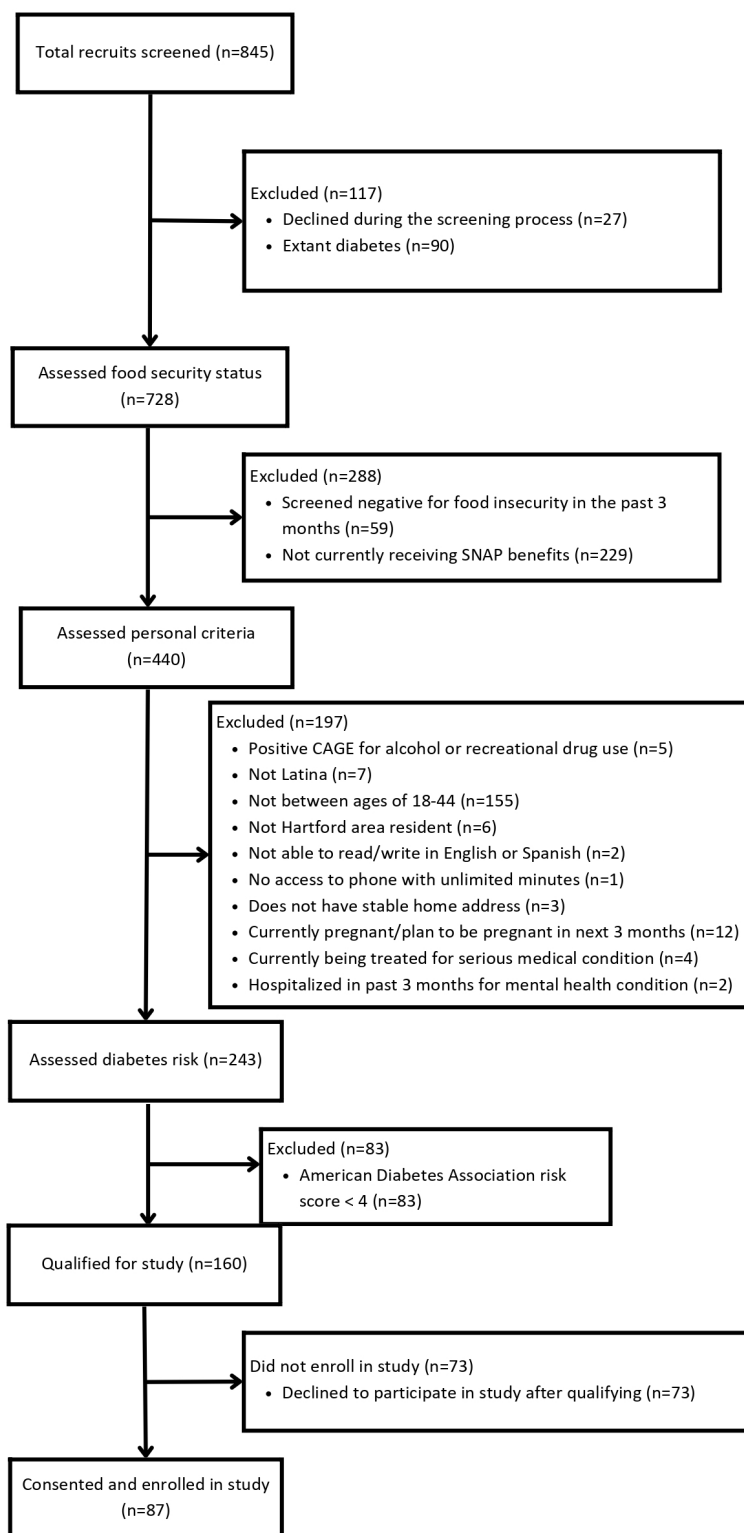 Total recruits screened (n=845)
Excluded (n=117)
• Declined during the screening process (n=27)
• Extant diabetes (n=90)
Assessed food security status
(n=728)
Excluded (n=288)
• Screened negative for food insecurity in the past 3
months (n=59)
• Not currently receiving SNAP benefits (n=229)
Assessed personal criteria
(n=440)
Excluded (n=197)
• Positive CAGE for alcohol or recreational drug use (n=5)
• Not Latina (n=7)
• Not between ages of 18-44 (n=155)
• Not Hartford area resident (n=6)
• Not able to read/write in English or Spanish (n=2)
• No access to phone with unlimited minutes (n=1)
• Does not have stable home address (n=3)
• Currently pregnant/plan to be pregnant in next 3 months (n=12)
• Currently being treated for serious medical condition (n=4)
• Hospitalized in past 3 months for mental health condition (n=2)
Assessed diabetes risk (n=243)
Excluded (n=83)
• American Diabetes Association risk
score < 4 (n=83)
Qualified for study (n=160)
Did not enroll in study (n=73)
• Declined to participate in study after qualifying (n=73)
Consented and enrolled in study
(n=87)